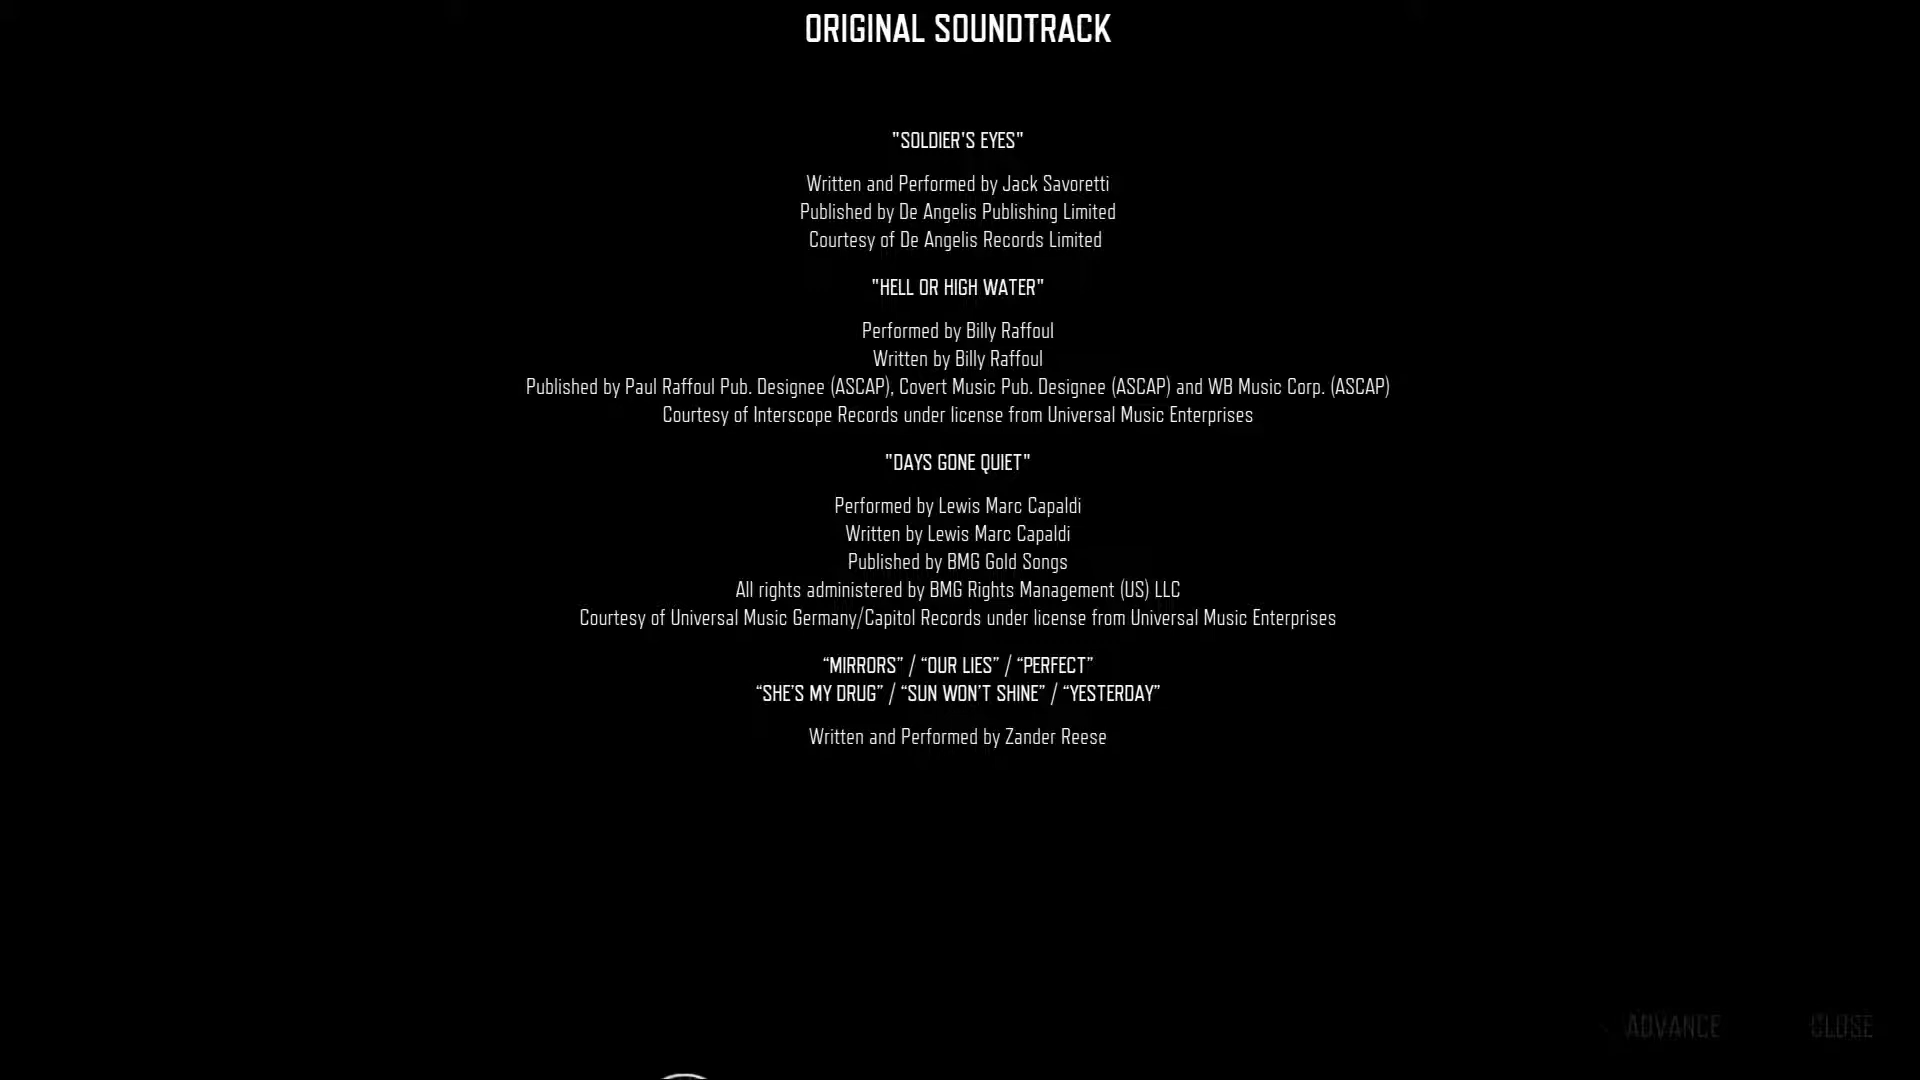 ORIGINAL SOUNDTRACK
"SOLDIER'S EYES"
Written and Performed by Jack Savoretti
Published by De Angelis Publishing Limited
Courtesy of De Angelis Records Limited
"HELL OR HIGH WATER"
Performed by Billy Raffoul
Written by Billy Raffoul
Published by Paul Raffoul Pub. Designee (ASCAP), Covert Music Pub. Designee (ASCAP) and WB Music Corp. (ASCAP)
Courtesy of Interscope Records under license from Universal Music Enterprises
"DAYS GONE QUIET"
Performed by Lewis Marc Capaldi
Written by Lewis Marc Capaldi
Published by BMG Gold Songs
All rights administered by BMG Rights Management (US) LLC
Courtesy of Universal Music Germany/Capitol Records under license from Universal Music Enterprises
“MIRRORS” / “OUR LIES” / “PERFECT”
“SHE’S MY DRUG” / “SUN WON’T SHINE” / “YESTERDAY”
Written and Performed by Zander Reese
ADVANCE CLOSE